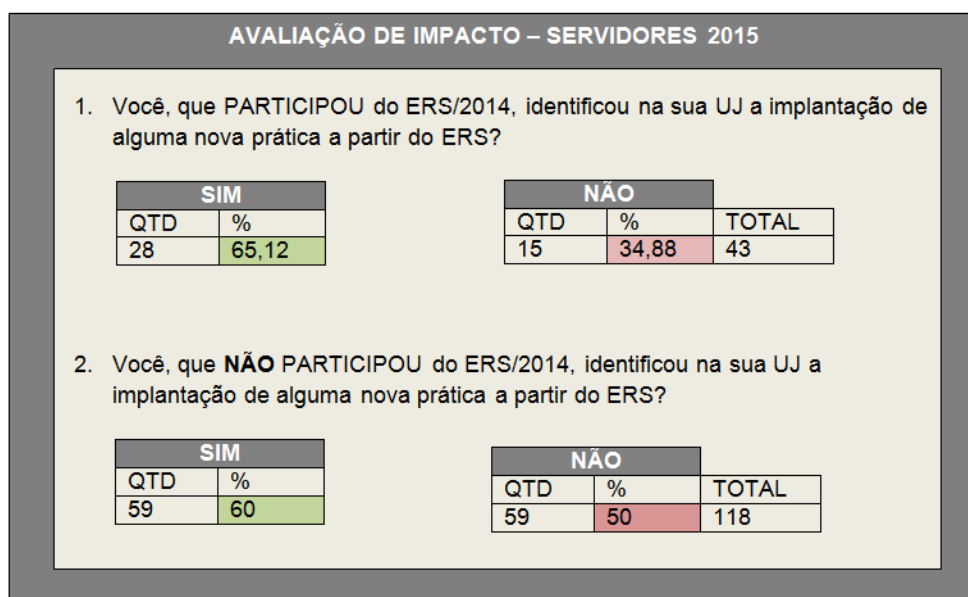 AVALIAÇÃO DE IMPACTO – SERVIDORES 2015
1. Você, que PARTICIPOU do ERS/2014, identificou na sua UJ a implantação de
alguma nova prática a partir do ERS?
SIM NÃO
QTD % QTD % TOTAL
28 65,12 15 34,88 43
2. Você, que NÃO PARTICIPOU do ERS/2014, identificou na sua UJ a
implantação de alguma nova prática a partir do ERS?
SIM NÃO
QTD % QTD % TOTAL
59 60 59 50 118